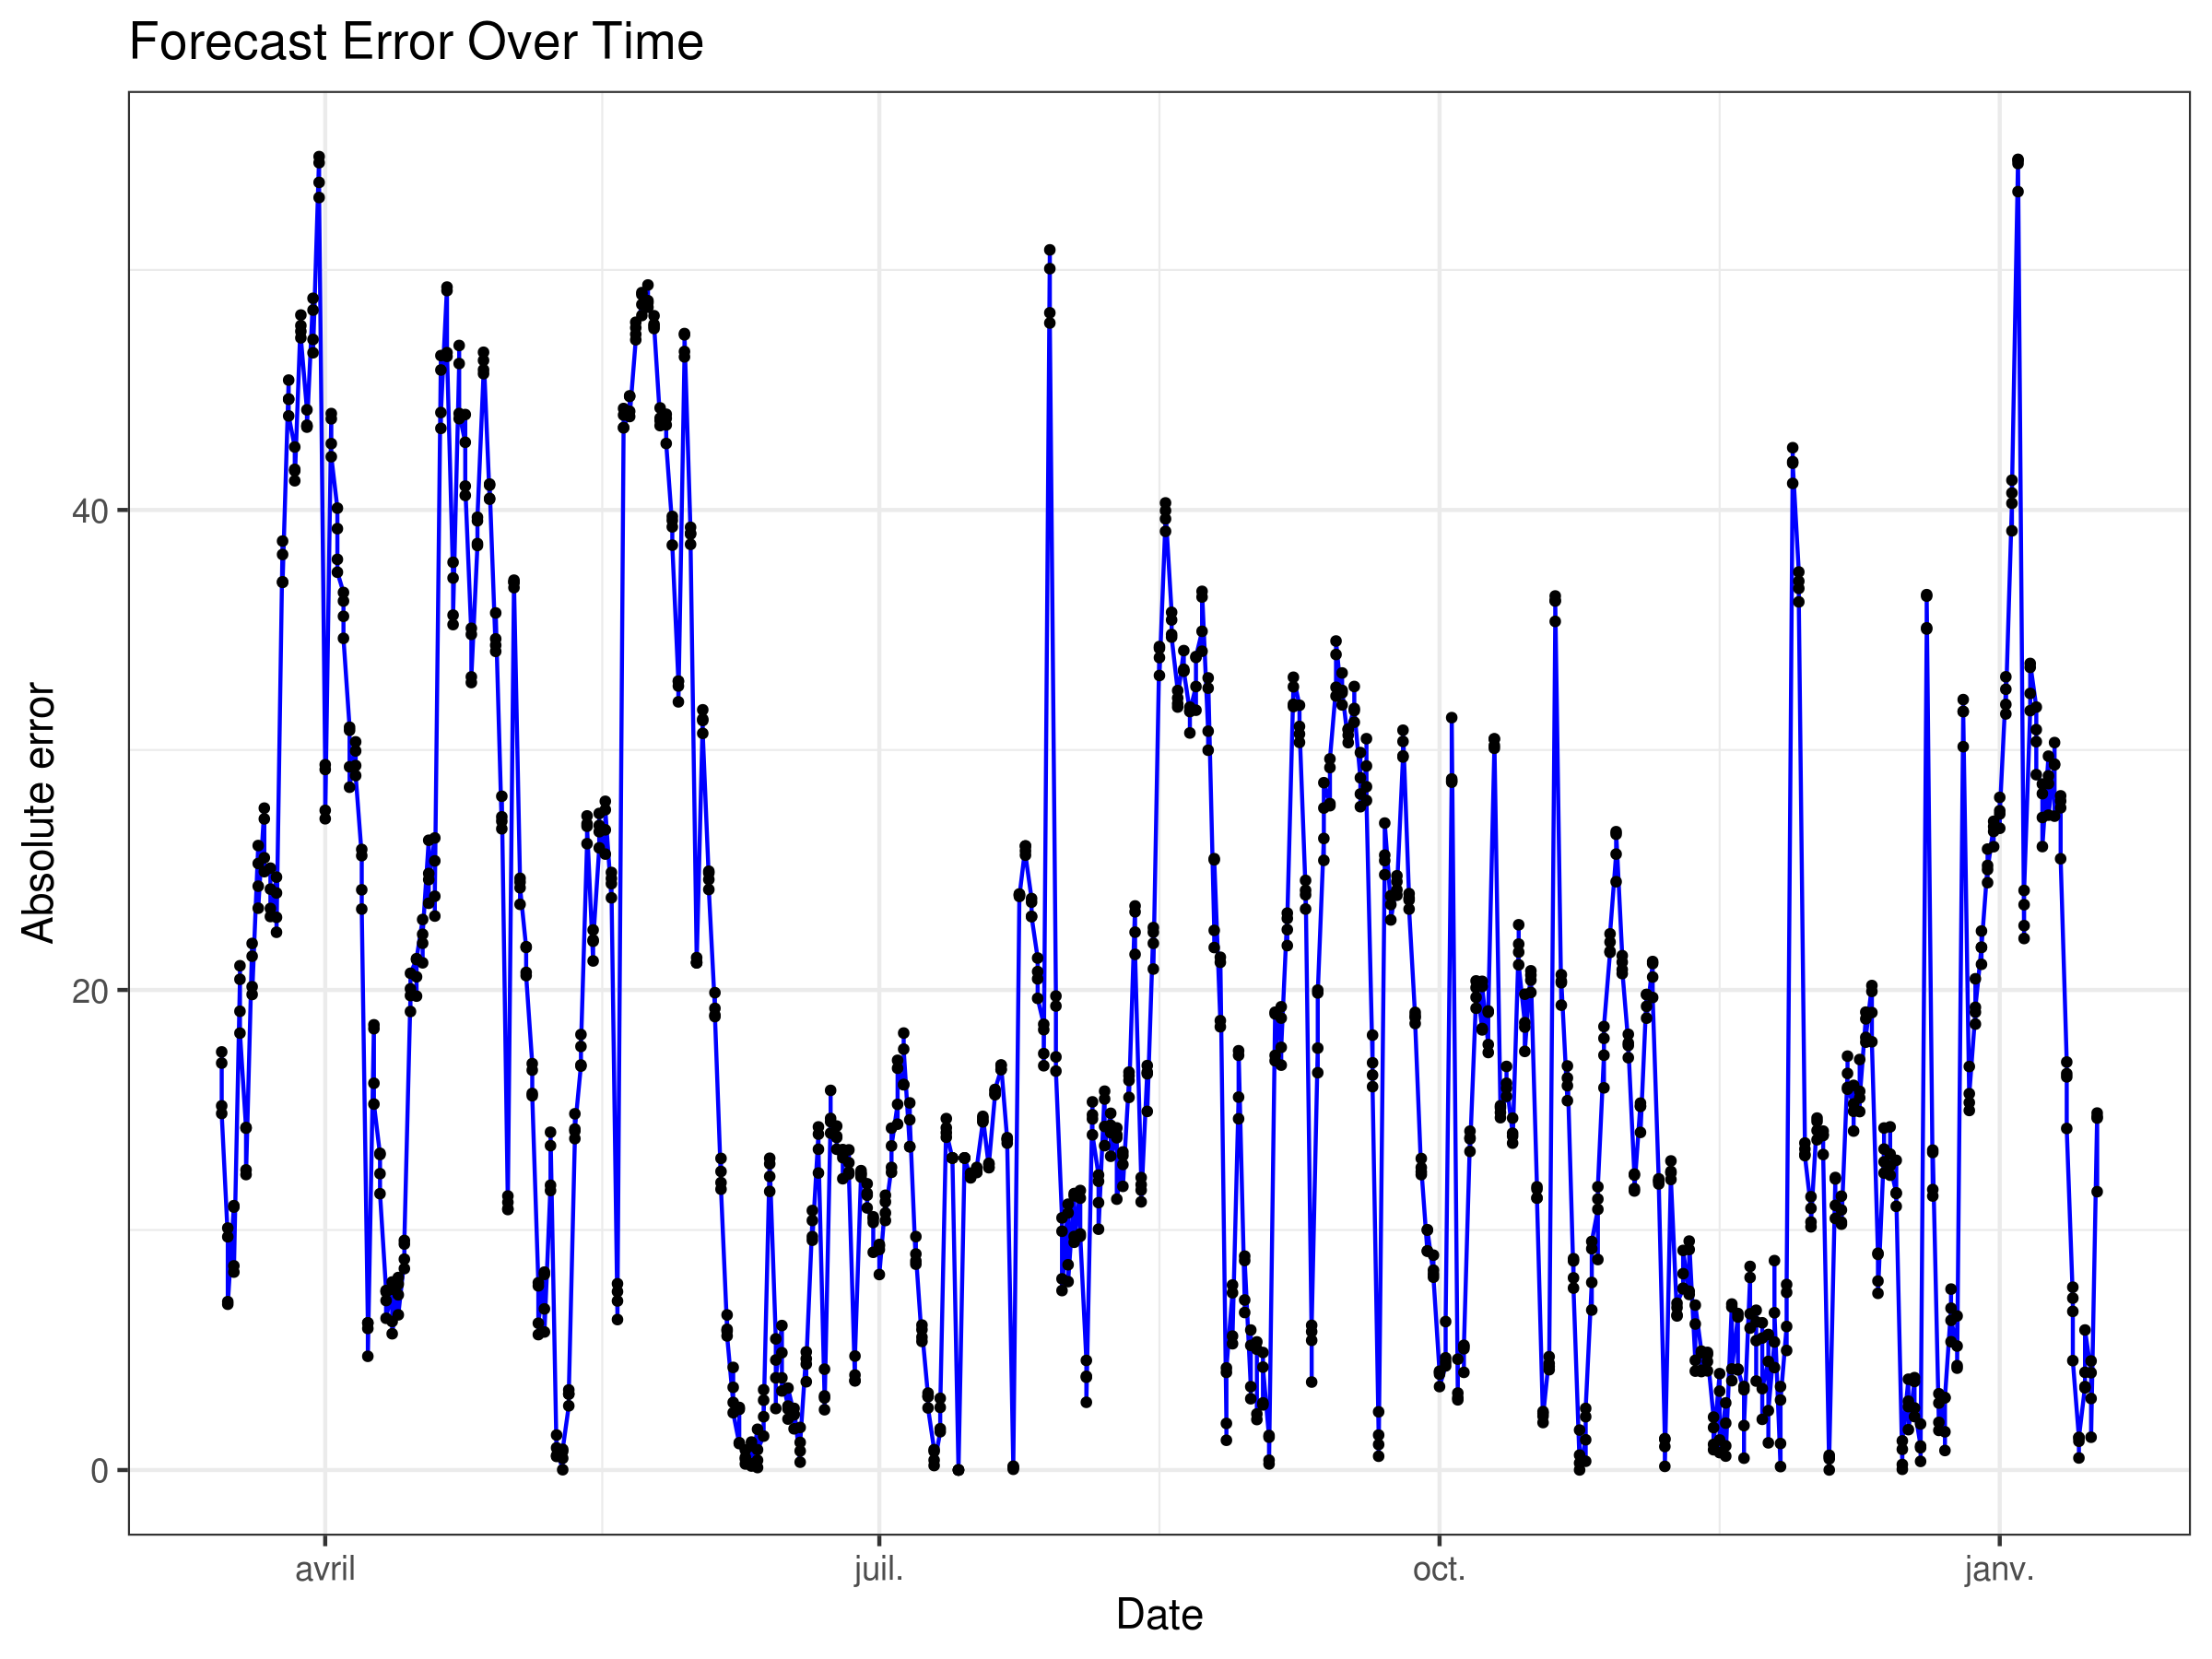 Forecast Error Over Time
Absolute error
40
20
0
avril
juil.
oct.
janv.
Date